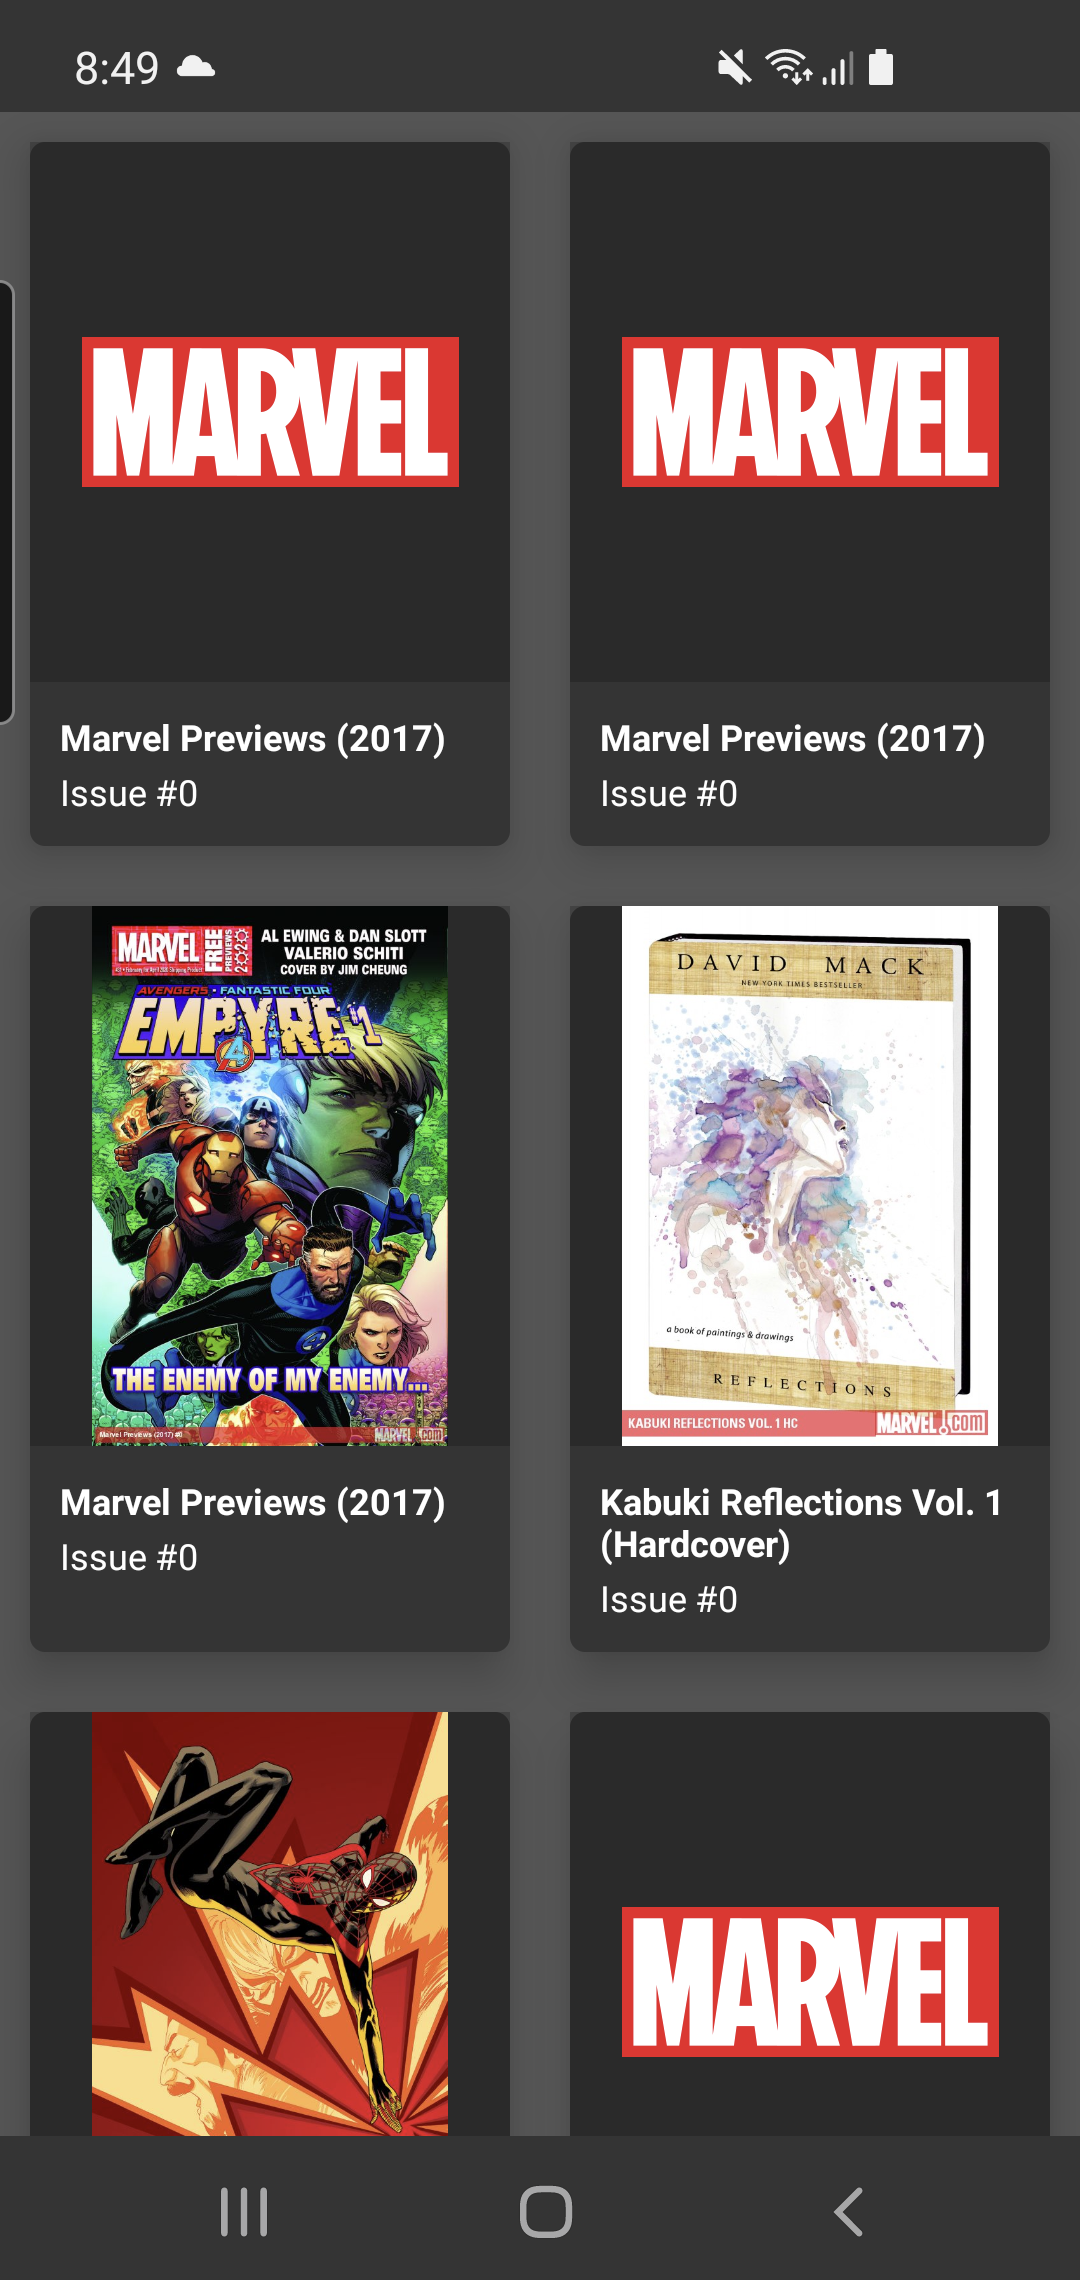 8:49
MARVEL
MARVEL
Marvel Previews (2017)
Issue #0
Marvel Previews (2017)
Issue #0
MARVEL FREE PREVIEWS 2020
AL EWING & DAN SLOTT
VALERIO SCHITI
COVER BY JIM CHEUNG
AVENGERS • FANTASTIC FOUR
EMPYRE #1
THE ENEMY OF MY ENEMY...
Marvel Previews (2017) #0
MARVEL.com
DAVID MACK
NEW YORK TIMES BESTSELLER
a book of paintings & drawings
REFLECTIONS
KABUKI REFLECTIONS VOL. 1 HC
MARVEL.com
Marvel Previews (2017)
Issue #0
Kabuki Reflections Vol. 1
(Hardcover)
Issue #0
MARVEL